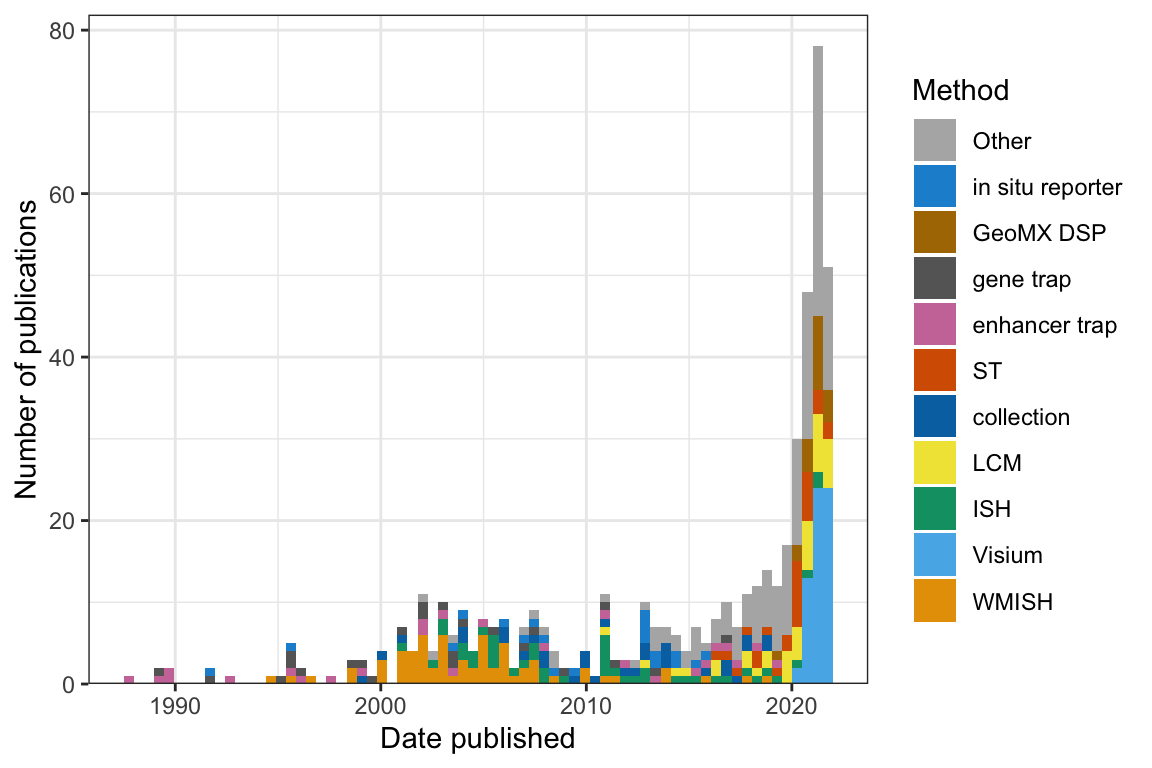 80
60
40
20
0
Number of publications
1990
2000
2010
2020
Date published
Method
Other
in situ reporter
GeoMX DSP
gene trap
enhancer trap
ST
collection
LCM
ISH
Visium
WMISH